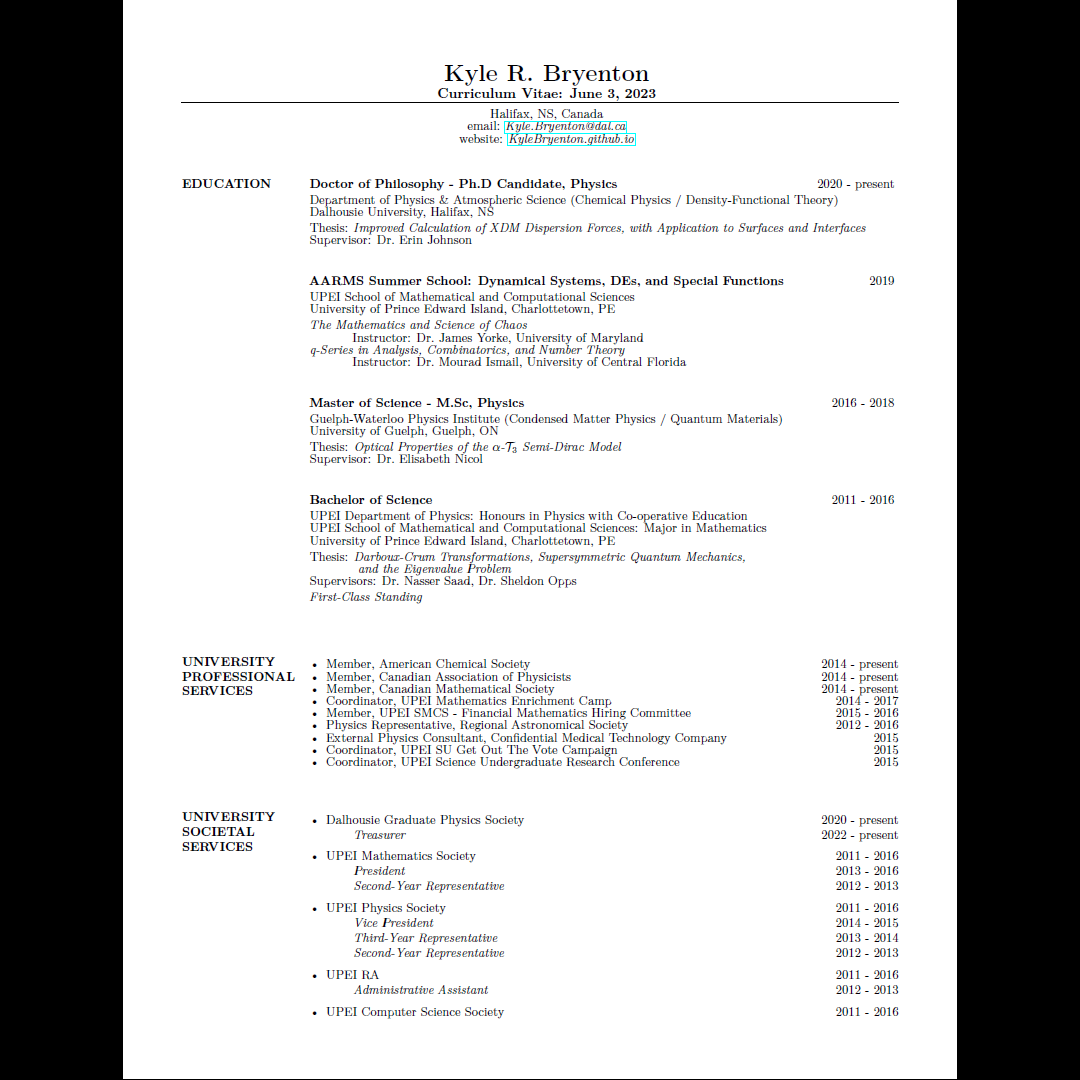 Kyle R. Bryenton
Curriculum Vitae: June 3, 2023
Halifax, NS, Canada
email: Kyle.Bryenton@dal.ca
website: KyleBryenton.github.io
EDUCATION
Doctor of Philosophy - Ph.D Candidate, Physics 2020 - present
Department of Physics & Atmospheric Science (Chemical Physics / Density-Functional Theory)
Dalhousie University, Halifax, NS
Thesis: Improved Calculation of XDM Dispersion Forces, with Application to Surfaces and Interfaces
Supervisor: Dr. Erin Johnson
AARMS Summer School: Dynamical Systems, DEs, and Special Functions 2019
UPEI School of Mathematical and Computational Sciences
University of Prince Edward Island, Charlottetown, PE
The Mathematics and Science of Chaos
Instructor: Dr. James Yorke, University of Maryland
q-Series in Analysis, Combinatorics, and Number Theory
Instructor: Dr. Mourad Ismail, University of Central Florida
Master of Science - M.Sc, Physics 2016 - 2018
Guelph-Waterloo Physics Institute (Condensed Matter Physics / Quantum Materials)
University of Guelph, Guelph, ON
Thesis: Optical Properties of the α-𝒯₃ Semi-Dirac Model
Supervisor: Dr. Elisabeth Nicol
Bachelor of Science 2011 - 2016
UPEI Department of Physics: Honours in Physics with Co-operative Education
UPEI School of Mathematical and Computational Sciences: Major in Mathematics
University of Prince Edward Island, Charlottetown, PE
Thesis: Darboux-Crum Transformations, Supersymmetric Quantum Mechanics,
and the Eigenvalue Problem
Supervisors: Dr. Nasser Saad, Dr. Sheldon Opps
First-Class Standing
UNIVERSITY
PROFESSIONAL
SERVICES
• Member, American Chemical Society 2014 - present
• Member, Canadian Association of Physicists 2014 - present
• Member, Canadian Mathematical Society 2014 - present
• Coordinator, UPEI Mathematics Enrichment Camp 2014 - 2017
• Member, UPEI SMCS - Financial Mathematics Hiring Committee 2015 - 2016
• Physics Representative, Regional Astronomical Society 2012 - 2016
• External Physics Consultant, Confidential Medical Technology Company 2015
• Coordinator, UPEI SU Get Out The Vote Campaign 2015
• Coordinator, UPEI Science Undergraduate Research Conference 2015
UNIVERSITY
SOCIETAL
SERVICES
• Dalhousie Graduate Physics Society 2020 - present
Treasurer 2022 - present
• UPEI Mathematics Society 2011 - 2016
President 2013 - 2016
Second-Year Representative 2012 - 2013
• UPEI Physics Society 2011 - 2016
Vice President 2014 - 2015
Third-Year Representative 2013 - 2014
Second-Year Representative 2012 - 2013
• UPEI RA 2011 - 2016
Administrative Assistant 2012 - 2013
• UPEI Computer Science Society 2011 - 2016